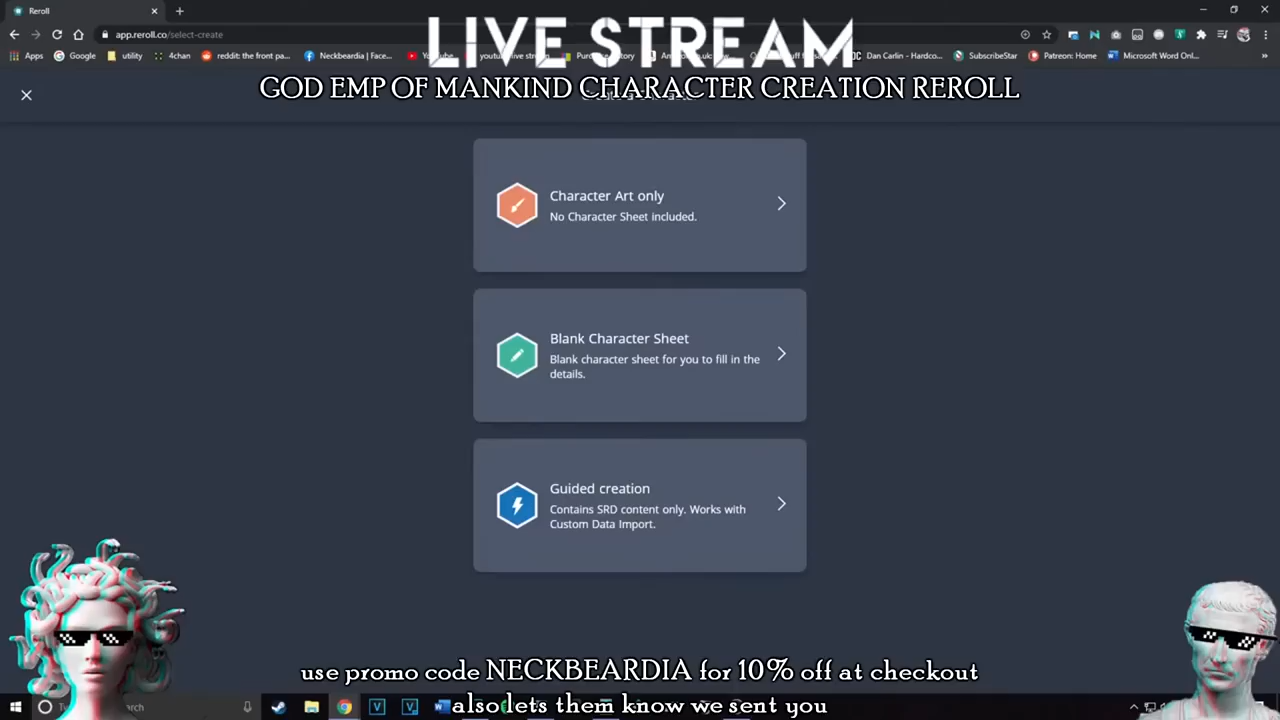 Reroll
app.reroll.co/select-create
LIVE STREAM
Apps
Google
utility
4chan
reddit: the front pa...
Neckbeardia | Face...
Dan Carlin - Hardco...
SubscribeStar
Patreon: Home
Microsoft Word Onl...
GOD EMP OF MANKIND CHARACTER CREATION REROLL
Character Art only
No Character Sheet included.
Blank Character Sheet
Blank character sheet for you to fill in the
details.
Guided creation
Contains SRD content only. Works with
Custom Data Import.
use promo code NECKBEARDIA for 10% off at checkout
also lets them know we sent you